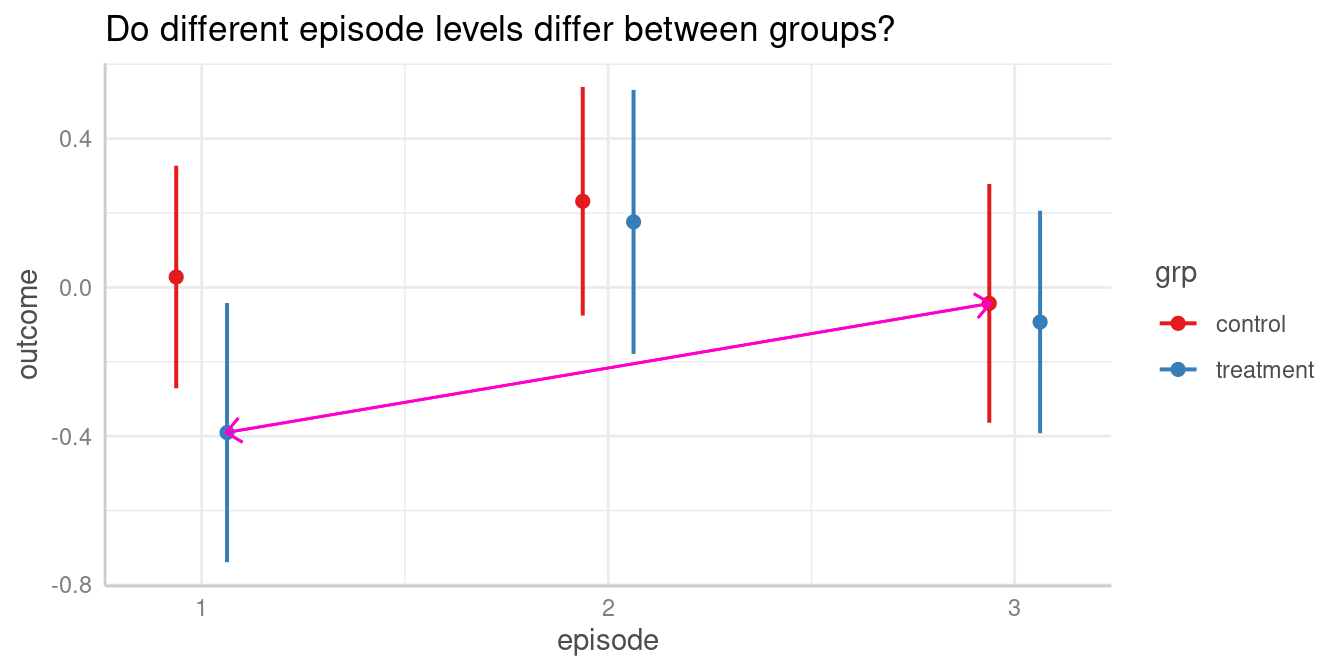 Do different episode levels differ between groups?
outcome
0.4
0.0
-0.4
-0.8
1
2
3
episode
grp
control
treatment